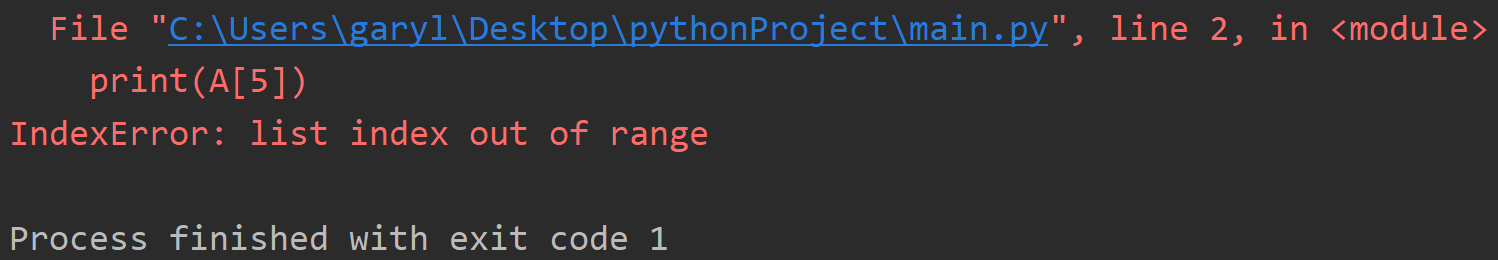 File "C:\Users\garyl\Desktop\pythonProject\main.py", line 2, in <module>
print(A[5])
IndexError: list index out of range
Process finished with exit code 1